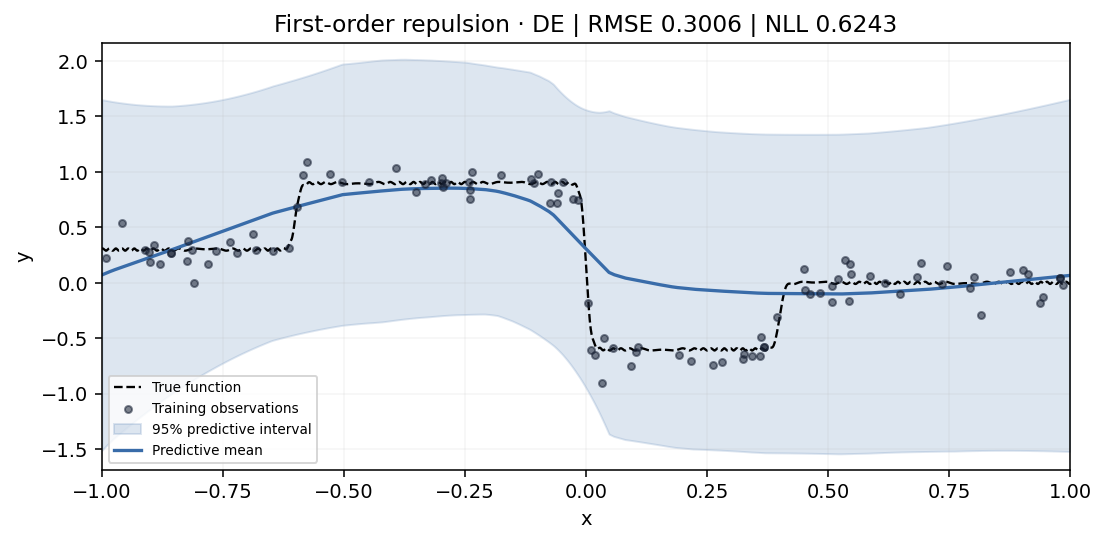 First-order repulsion · DE | RMSE 0.3006 | NLL 0.6243
2.0
1.5
1.0
0.5
0.0
−0.5
−1.0
−1.5
y
True function
Training observations
95% predictive interval
Predictive mean
−1.00 −0.75 −0.50 −0.25 0.00 0.25 0.50 0.75 1.00
x